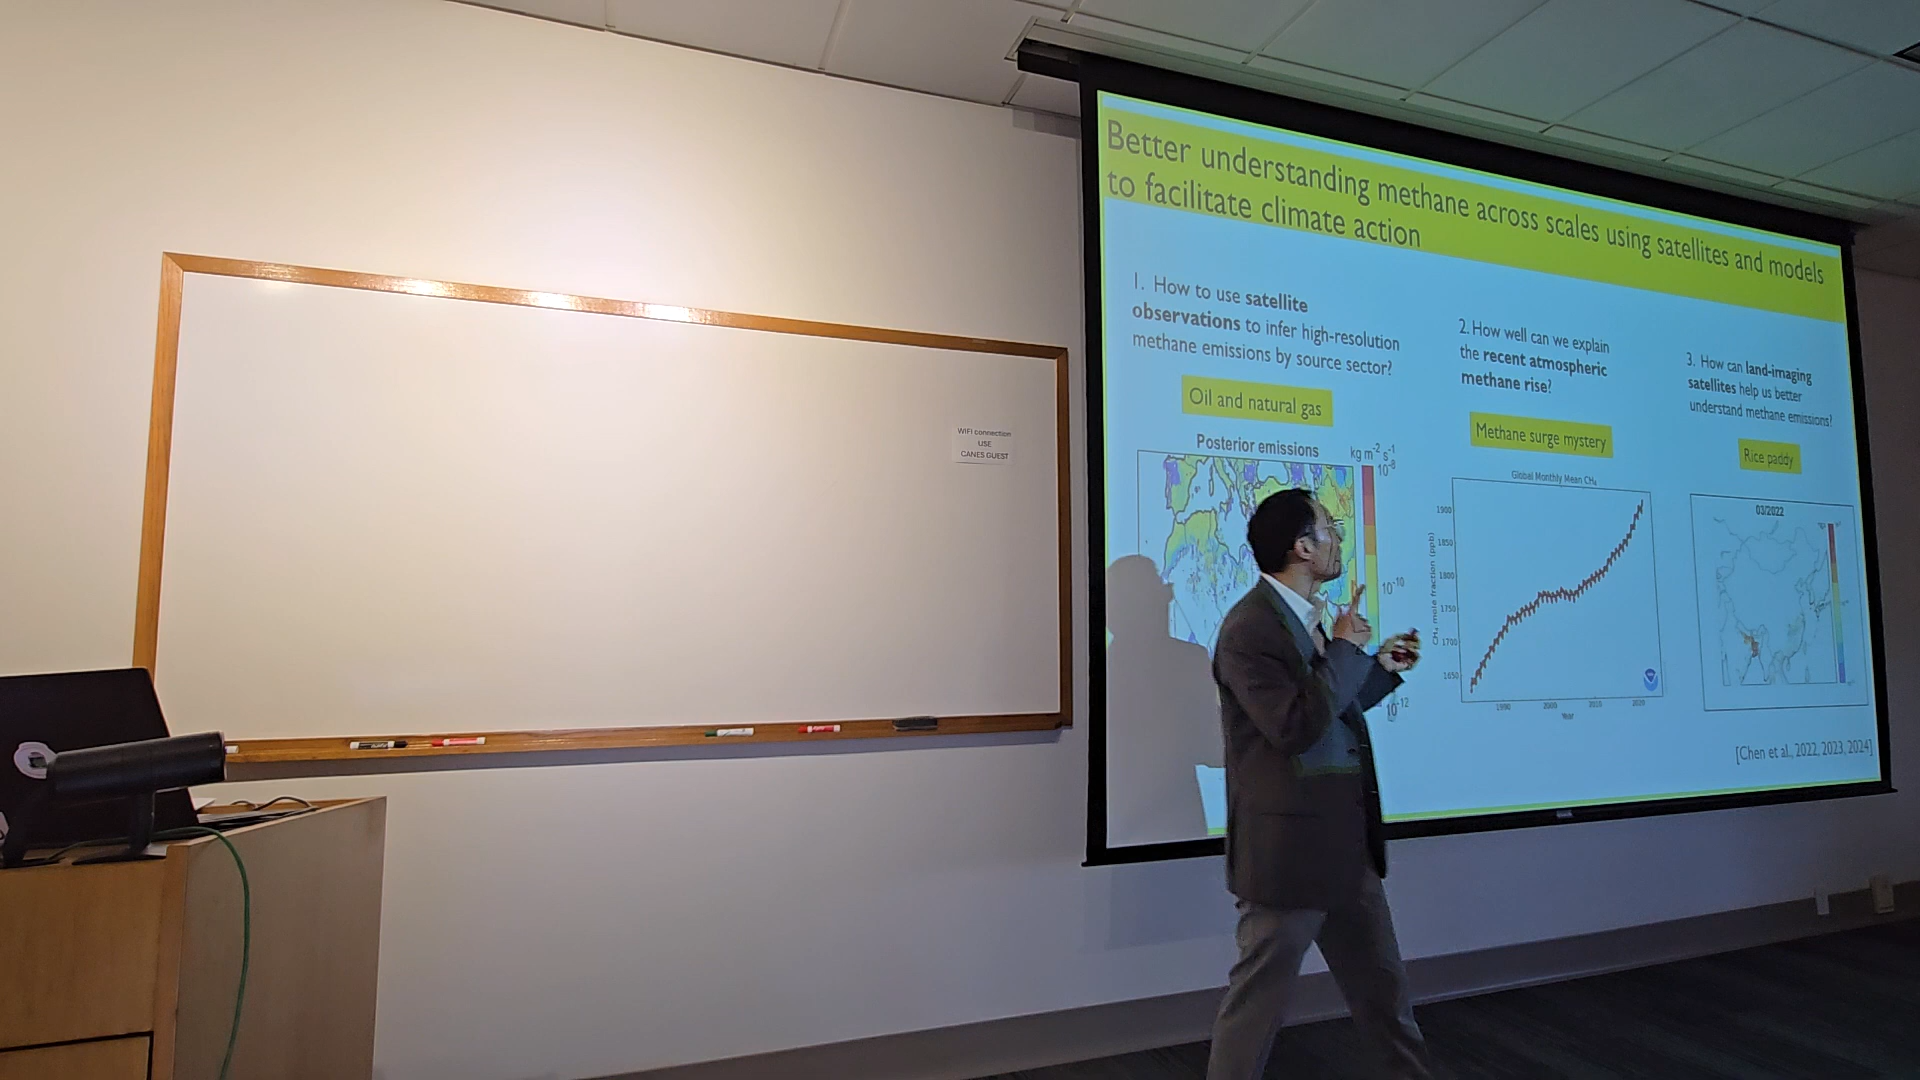 WIFI connection
USE
CANES GUEST
Better understanding methane across scales using satellites and models
to facilitate climate action
1. How to use satellite
observations to infer high-resolution
methane emissions by source sector?
Oil and natural gas
Posterior emissions
kg m-2 s-1
10-8
10-10
10-12
2. How well can we explain
the recent atmospheric
methane rise?
Methane surge mystery
Global Monthly Mean CH4
CH4 mole fraction (ppb)
1900
1850
1800
1750
1700
1650
1990
2000
2010
2020
Year
3. How can land-imaging
satellites help us better
understand methane emissions?
Rice paddy
03/2022
[Chen et al., 2022, 2023, 2024]